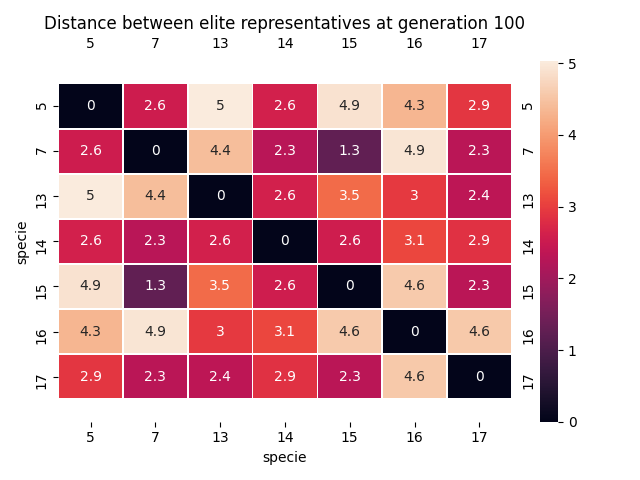 Distance between elite representatives at generation 100
5 7 13 14 15 16 17
5 0 2.6 5 2.6 4.9 4.3 2.9 5
7 2.6 0 4.4 2.3 1.3 4.9 2.3 7
13 5 4.4 0 2.6 3.5 3 2.4 13
14 2.6 2.3 2.6 0 2.6 3.1 2.9 14
15 4.9 1.3 3.5 2.6 0 4.6 2.3 15
16 4.3 4.9 3 3.1 4.6 0 4.6 16
17 2.9 2.3 2.4 2.9 2.3 4.6 0 17
5 7 13 14 15 16 17
specie
specie
5
4
3
2
1
0